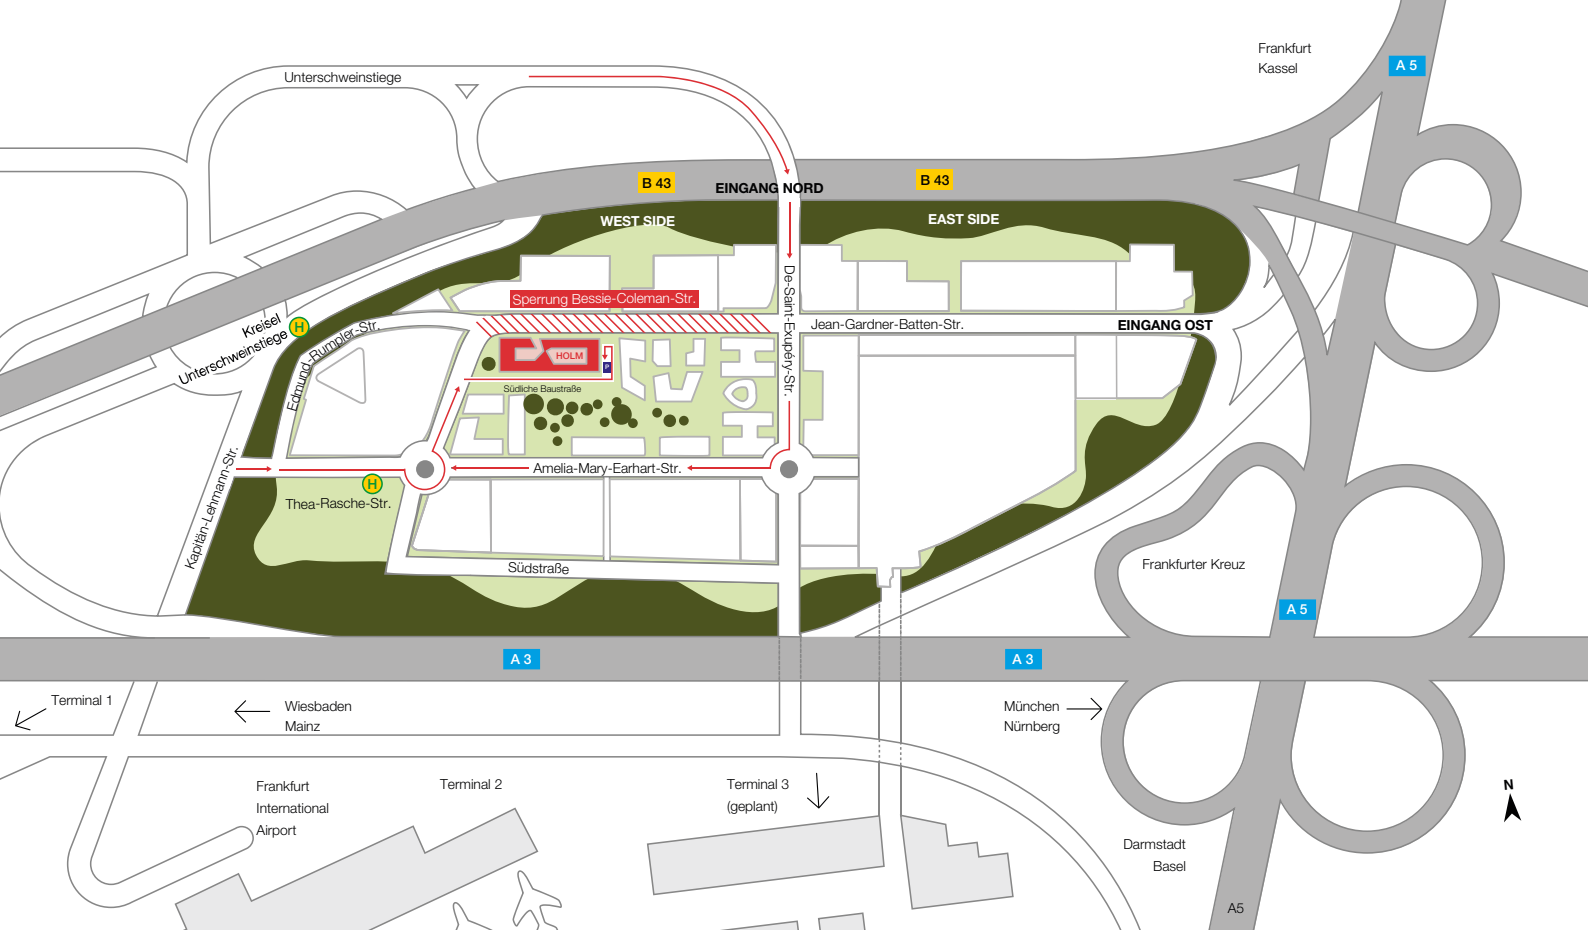 Frankfurt
Kassel
A 5
Unterschweinstiege
B 43
EINGANG NORD
B 43
WEST SIDE
EAST SIDE
Sperrung Bessie-Coleman-Str.
De-Saint-Exupéry-Str.
Jean-Gardner-Batten-Str.
EINGANG OST
Kreisel
Unterschweinstiege
H
Edmund-Rumpler-Str.
HOLM
P
Südliche Baustraße
Kapitän-Lehmann-Str.
Amelia-Mary-Earhart-Str.
H
Thea-Rasche-Str.
Südstraße
Frankfurter Kreuz
A 5
A 3
A 3
Terminal 1
Wiesbaden
Mainz
München
Nürnberg
Frankfurt
International
Airport
Terminal 2
Terminal 3
(geplant)
N
Darmstadt
Basel
A5